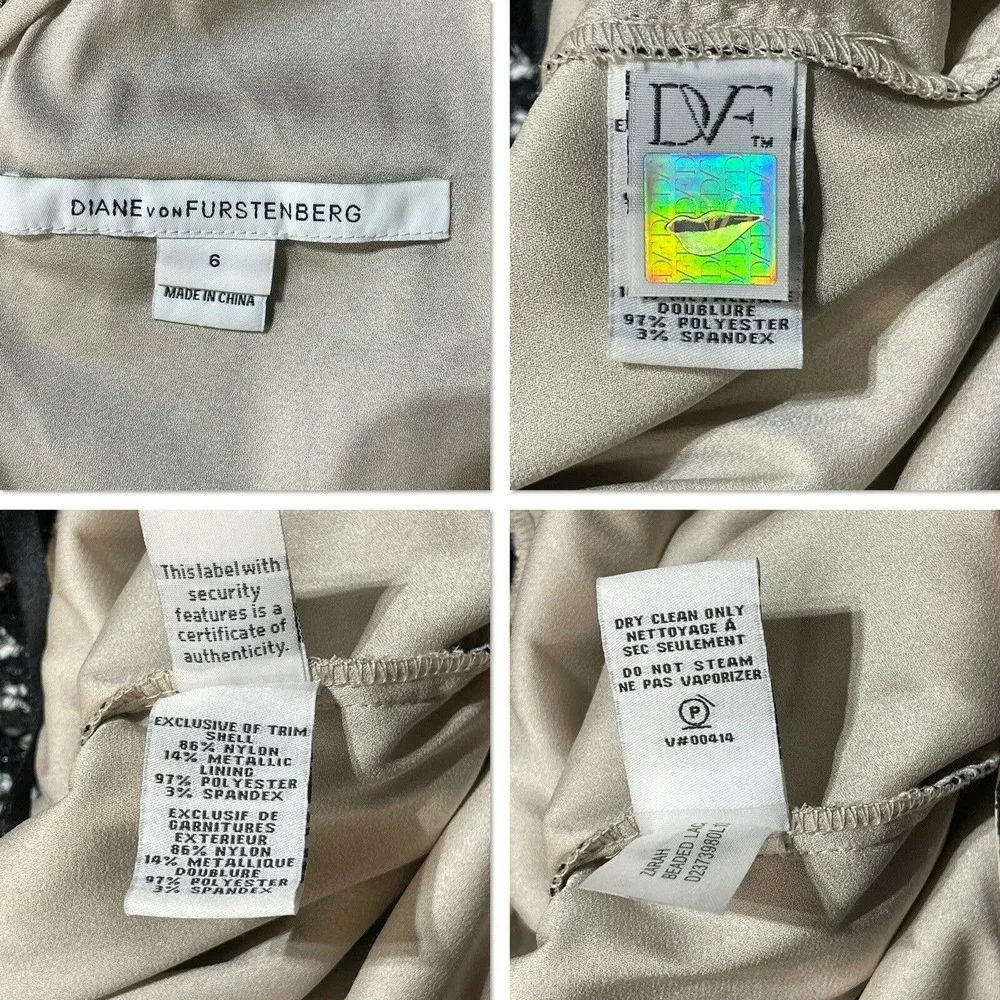 DIANE VON FURSTENBERG
6
MADE IN CHINA
DVF
TM
DOUBLURE
97% POLYESTER
3% SPANDEX
This label with
security
features is a
certificate of
authenticity.
EXCLUSIVE OF TRIM
SHELL
86% NYLON
14% METALLIC
LINING
97% POLYESTER
3% SPANDEX
EXCLUSIF DE
GARNITURES
EXTERIEUR
86% NYLON
14% METALLIQUE
DOUBLURE
97% POLYESTER
3% SPANDEX
DRY CLEAN ONLY
NETTOYAGE À
SEC SEULEMENT
DO NOT STEAM
NE PAS VAPORIZER
P
V#00414
ZARAH
BEADED LAC
D2373980L1